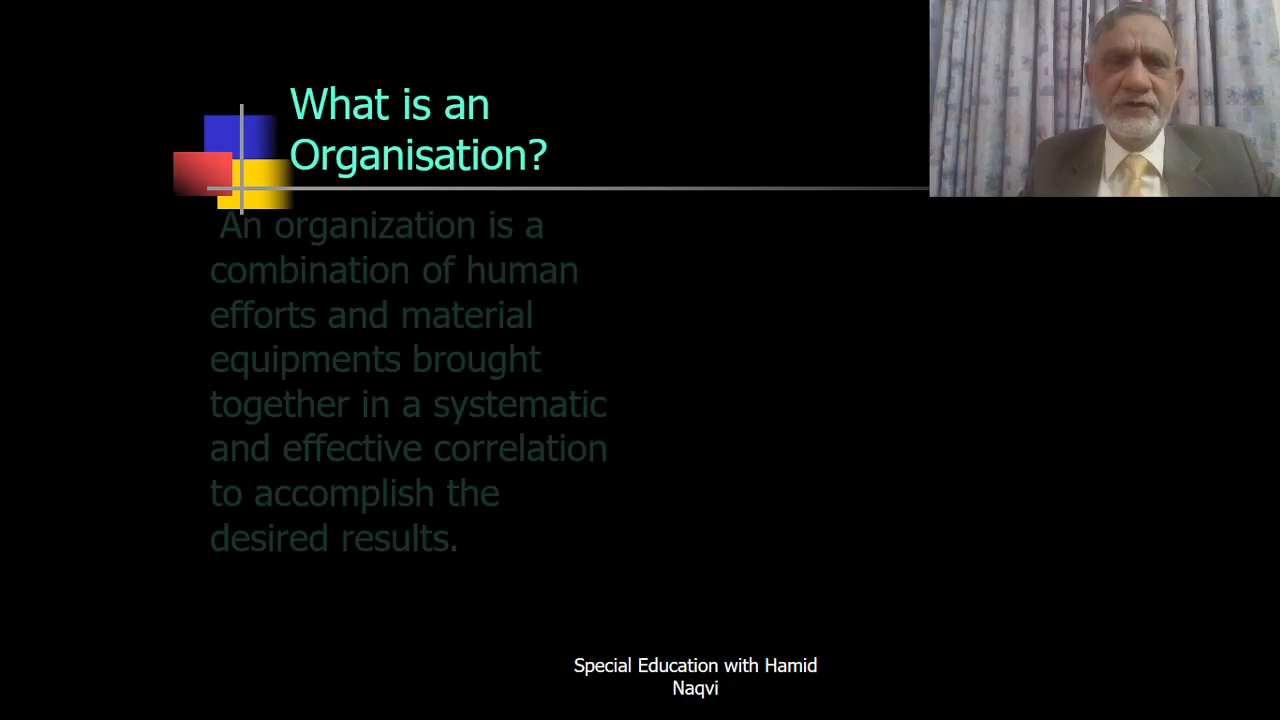 What is an
Organisation?
An organization is a
combination of human
efforts and material
equipments brought
together in a systematic
and effective correlation
to accomplish the
desired results.
Special Education with Hamid
Naqvi